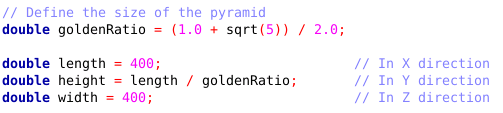 // Define the size of the pyramid
double goldenRatio = (1.0 + sqrt(5)) / 2.0;
double length = 400; // In X direction
double height = length / goldenRatio; // In Y direction
double width = 400; // In Z direction